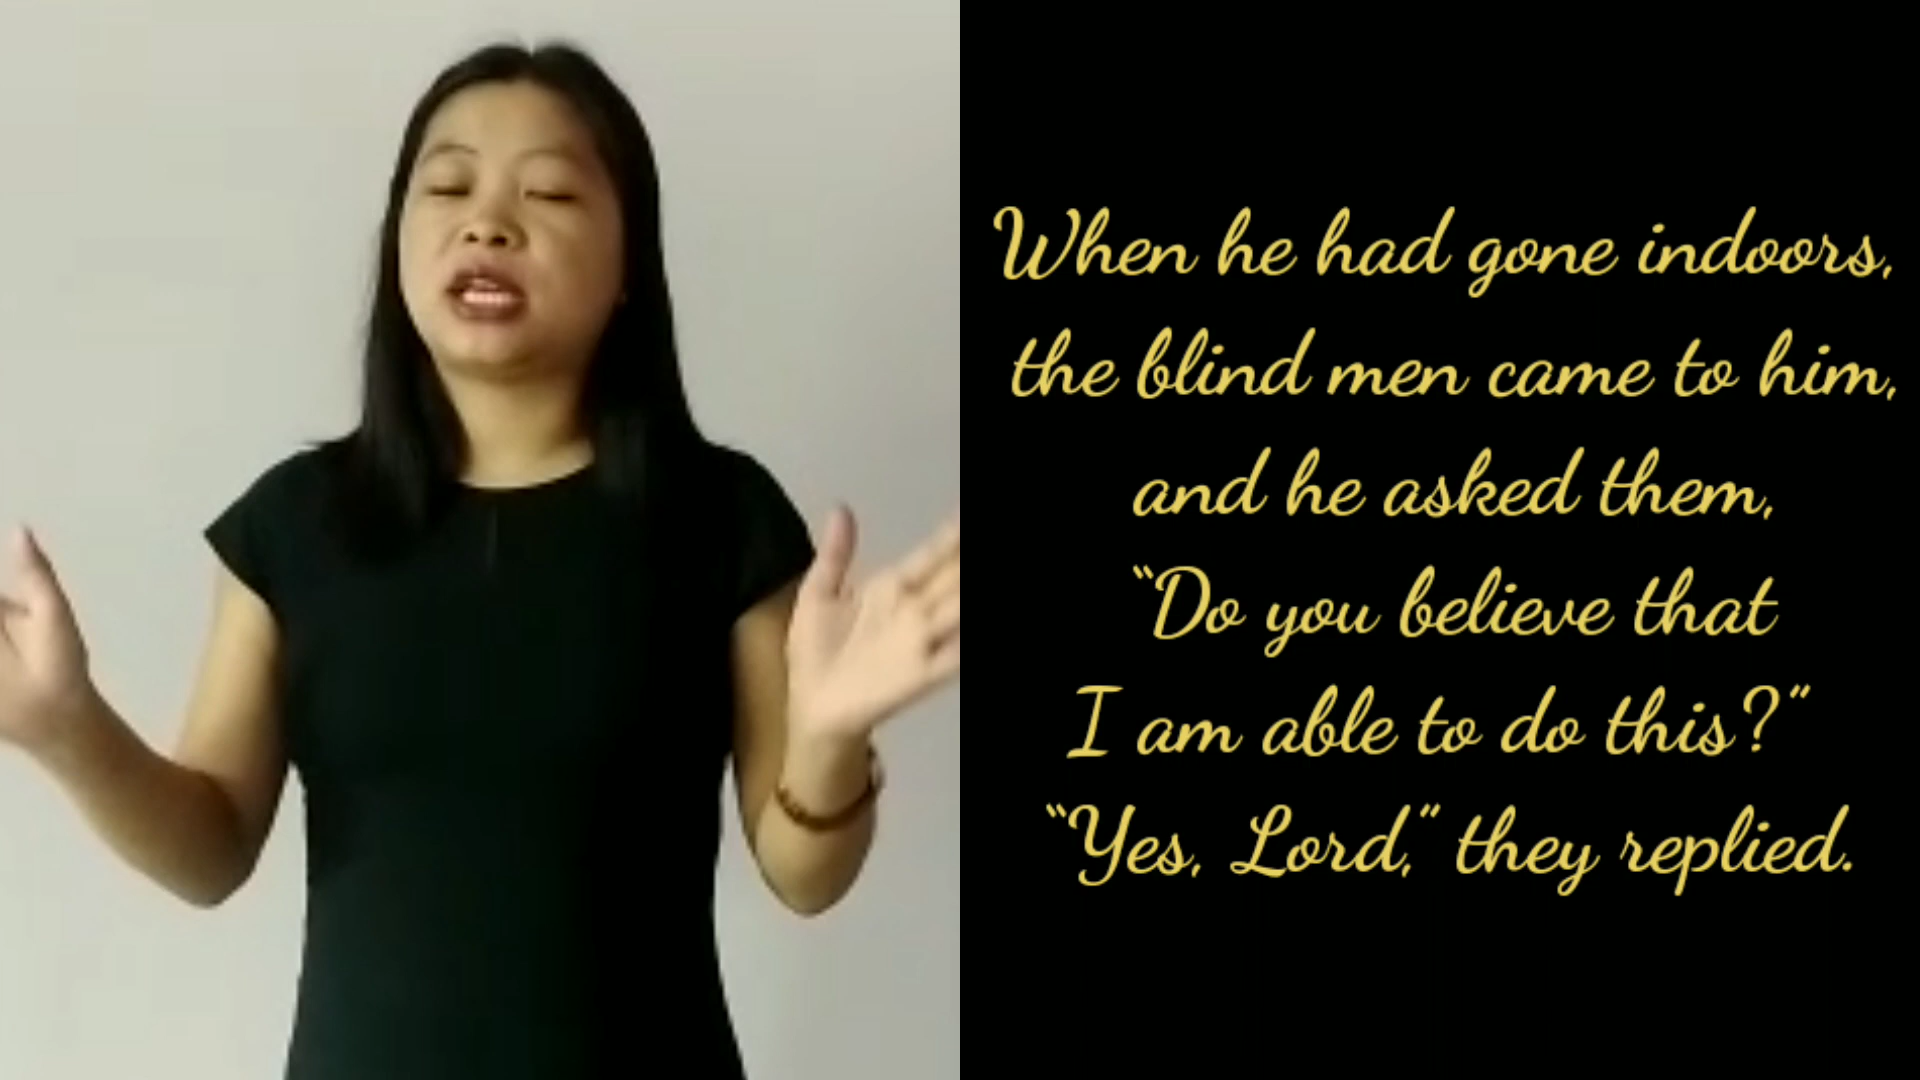 When he had gone indoors,
the blind men came to him,
and he asked them,
“Do you believe that
I am able to do this?”
“Yes, Lord,” they replied.